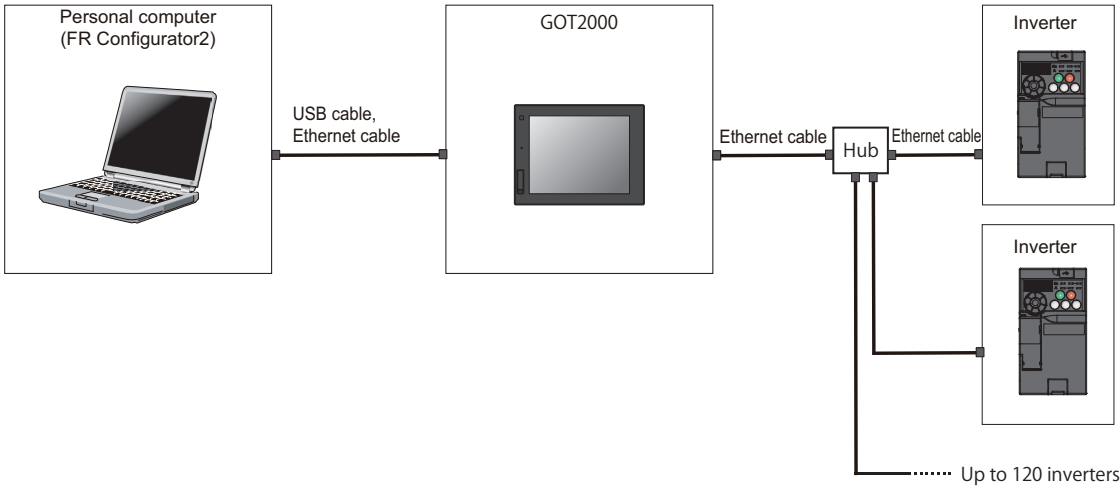 Personal computer
(FR Configurator2)
USB cable,
Ethernet cable
GOT2000
Ethernet cable
Hub
Ethernet cable
Inverter
Inverter
Up to 120 inverters